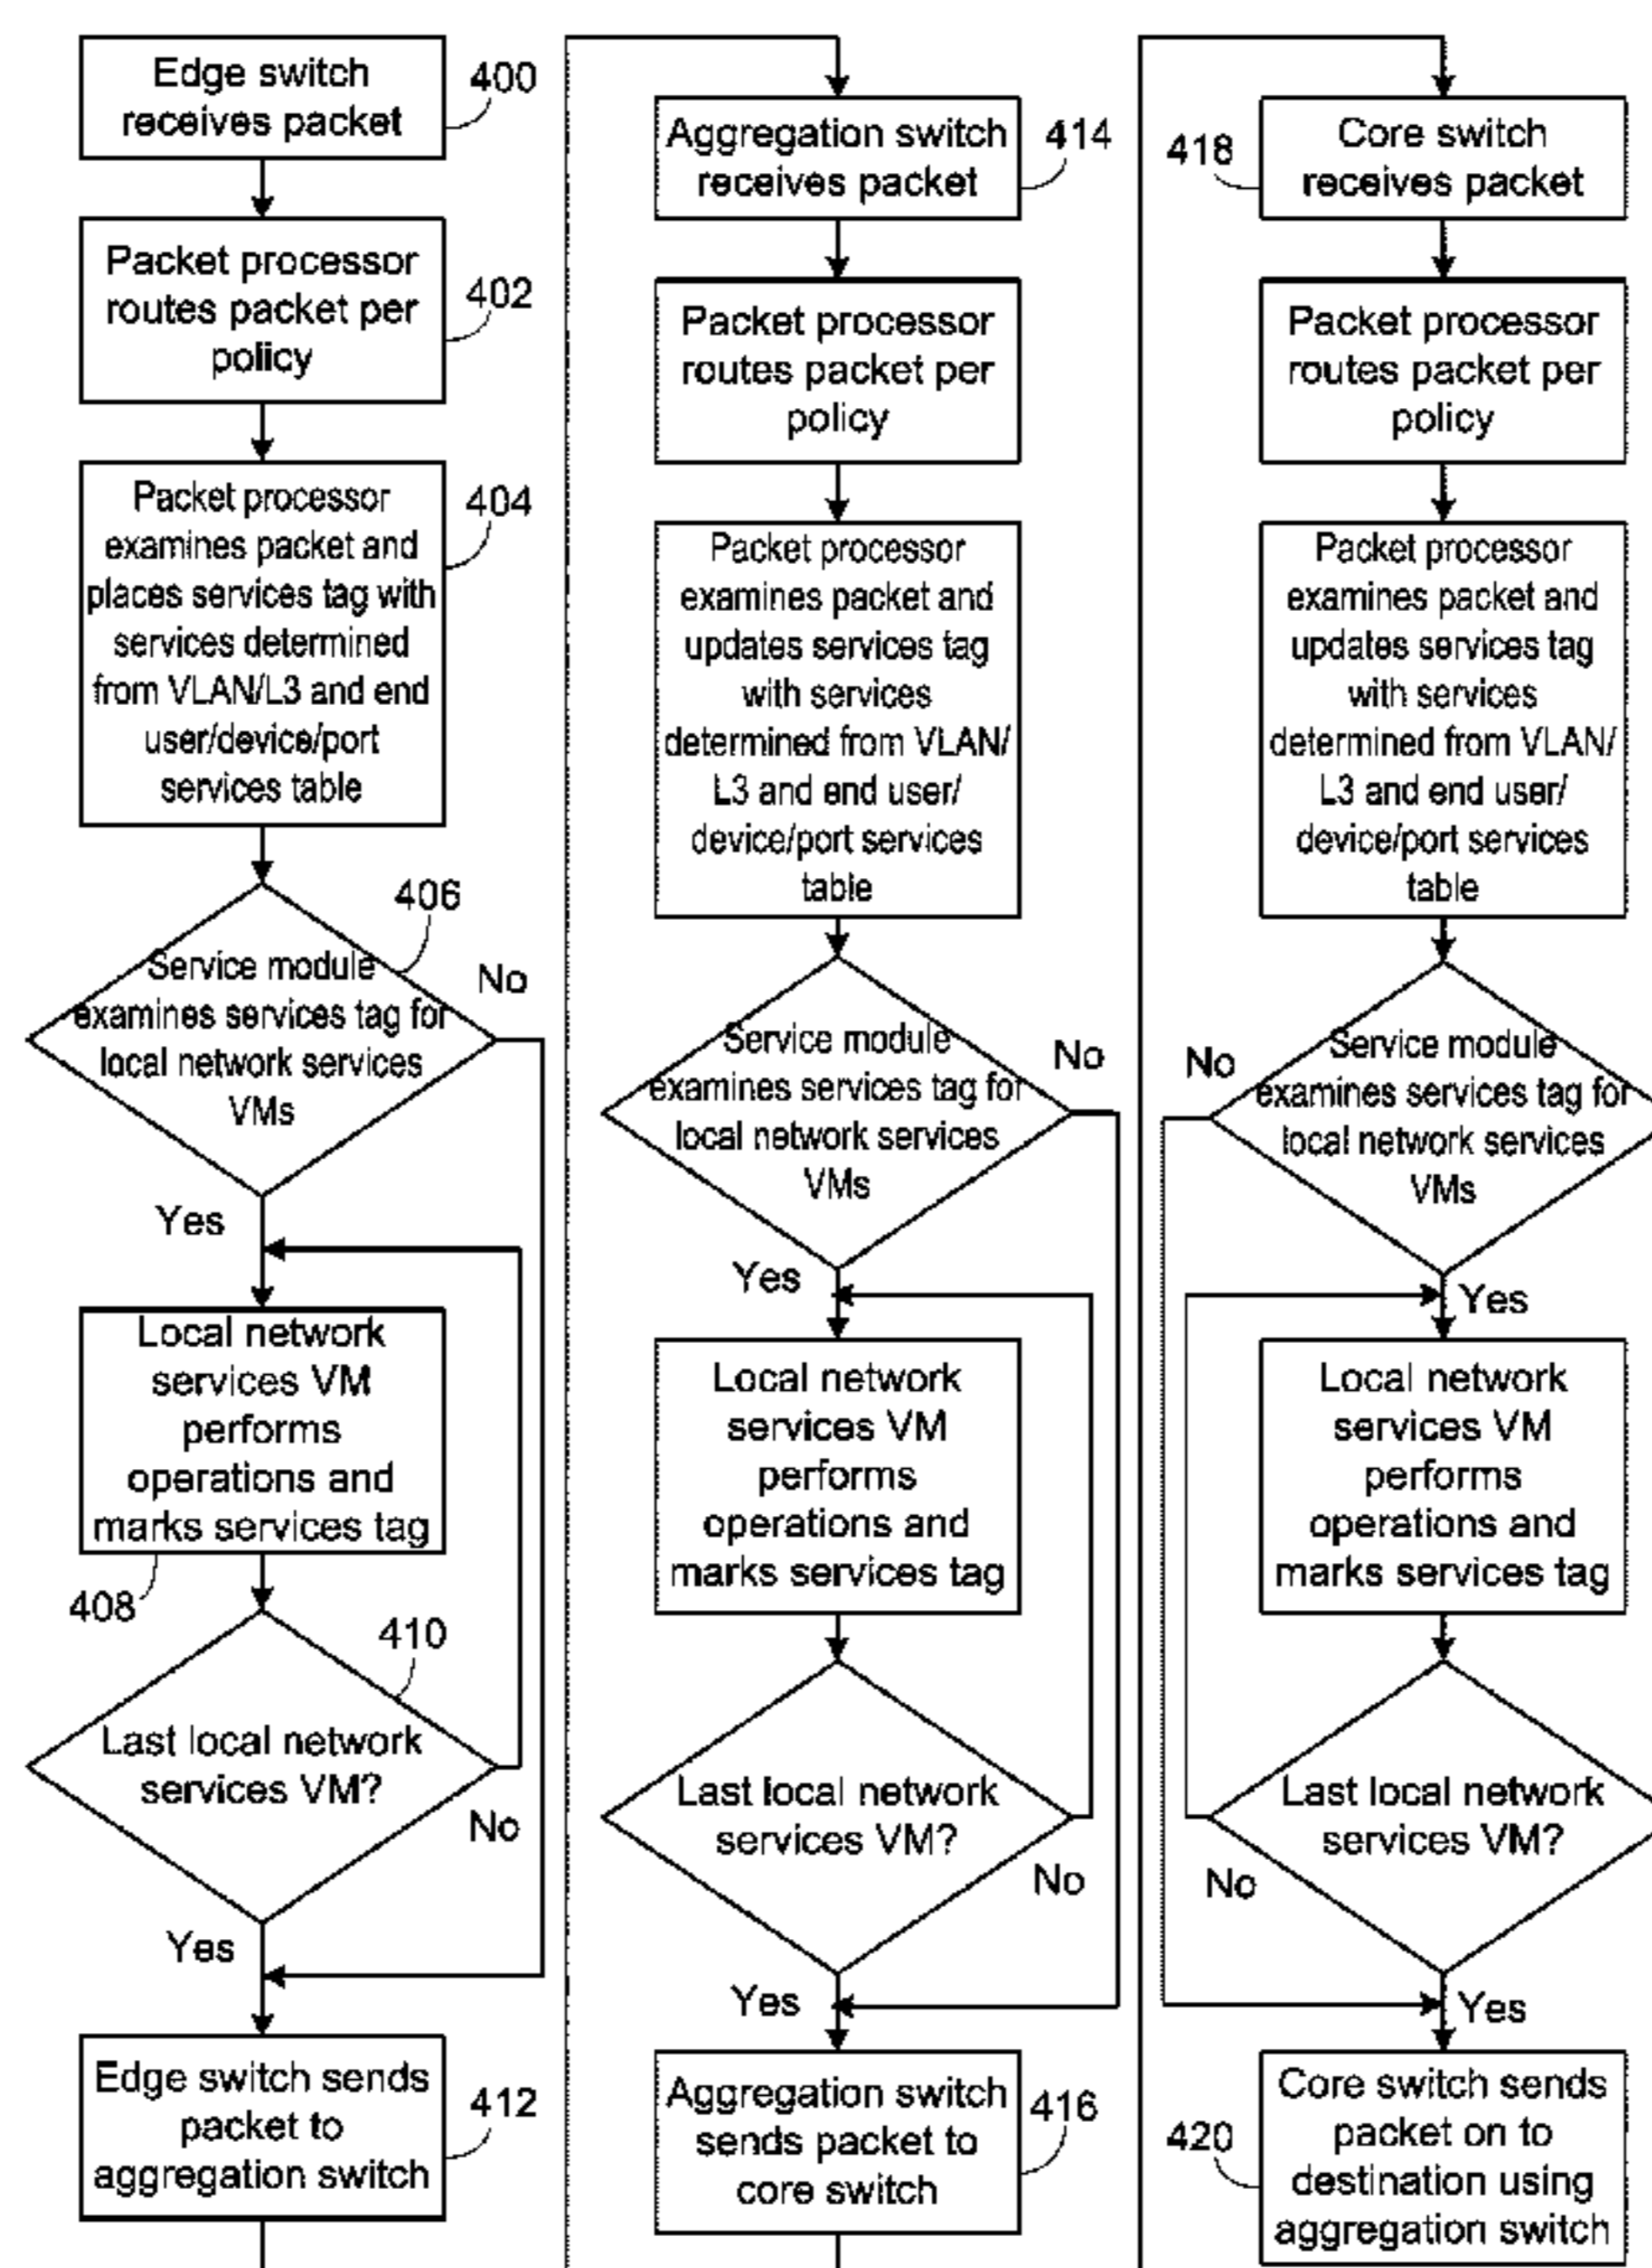 Edge switch
receives packet
400
Packet processor
routes packet per
policy
402
Packet processor
examines packet and
places services tag with
services determined
from VLAN/L3 and end
user/device/port
services table
404
406
Service module
examines services tag for
local network services
VMs
No
Yes
Local network
services VM
performs
operations and
marks services tag
408
410
Last local network
services VM?
No
Yes
Edge switch sends
packet to
aggregation switch
412
Aggregation switch
receives packet
414
Packet processor
routes packet per
policy
Packet processor
examines packet and
updates services tag
with services
determined from VLAN/
L3 and end user/
device/port services
table
Service module
examines services tag for
local network services
VMs
No
Yes
Local network
services VM
performs
operations and
marks services tag
Last local network
services VM?
No
Yes
Aggregation switch
sends packet to
core switch
416
418
Core switch
receives packet
Packet processor
routes packet per
policy
Packet processor
examines packet and
updates services tag
with services
determined from VLAN/
L3 and end user/
device/port services
table
No
Service module
examines services tag for
local network services
VMs
Yes
Local network
services VM
performs
operations and
marks services tag
Last local network
services VM?
No
Yes
420
Core switch sends
packet on to
destination using
aggregation switch